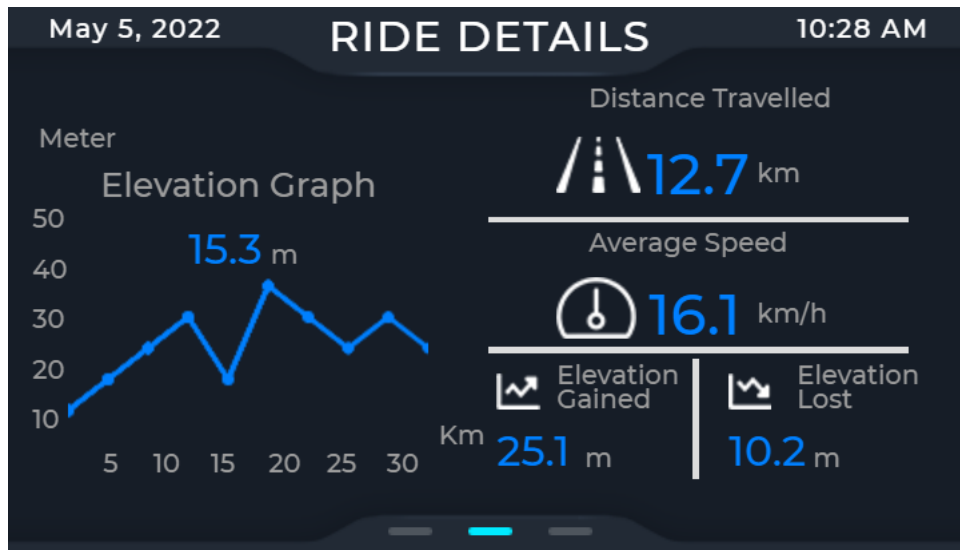 May 5, 2022
RIDE DETAILS
10:28 AM
Meter
Elevation Graph
15.3 m
50
40
30
20
10
5 10 15 20 25 30
Km
Distance Travelled
12.7 km
Average Speed
16.1 km/h
Elevation
Gained
25.1 m
Elevation
Lost
10.2 m